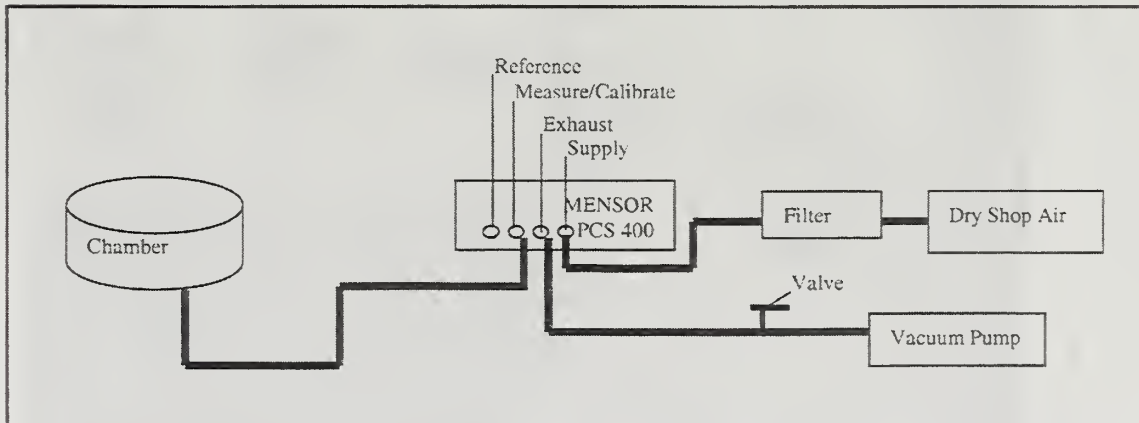 Reference
Measure/Calibrate
Exhaust
Supply
MENSOR
PCS 400
Chamber
Filter
Dry Shop Air
Valve
Vacuum Pump